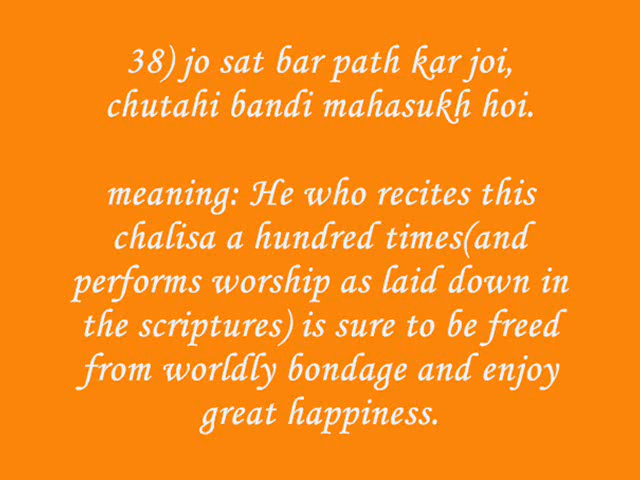 38) jo sat bar path kar joi,
chutahi bandi mahasukh hoi.
meaning: He who recites this
chalisa a hundred times(and
performs worship as laid down in
the scriptures) is sure to be freed
from worldly bondage and enjoy
great happiness.